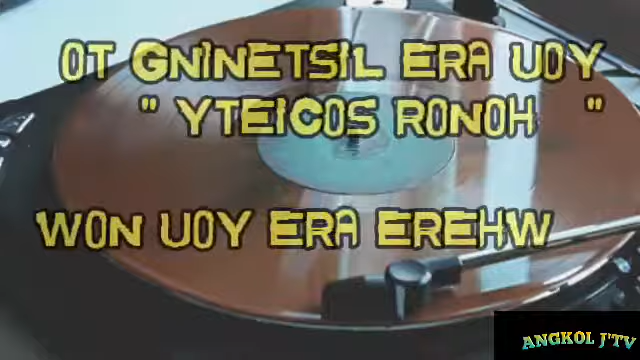 OT GNINETSIL ERA UOY
" YTEICOS RONOH "
WON UOY ERA EREHW
ANGKOL J'TV